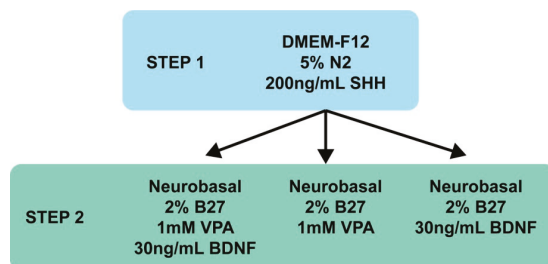 STEP 1
DMEM-F12
5% N2
200ng/mL SHH
STEP 2
Neurobasal
2% B27
1mM VPA
30ng/mL BDNF
Neurobasal
2% B27
1mM VPA
Neurobasal
2% B27
30ng/mL BDNF